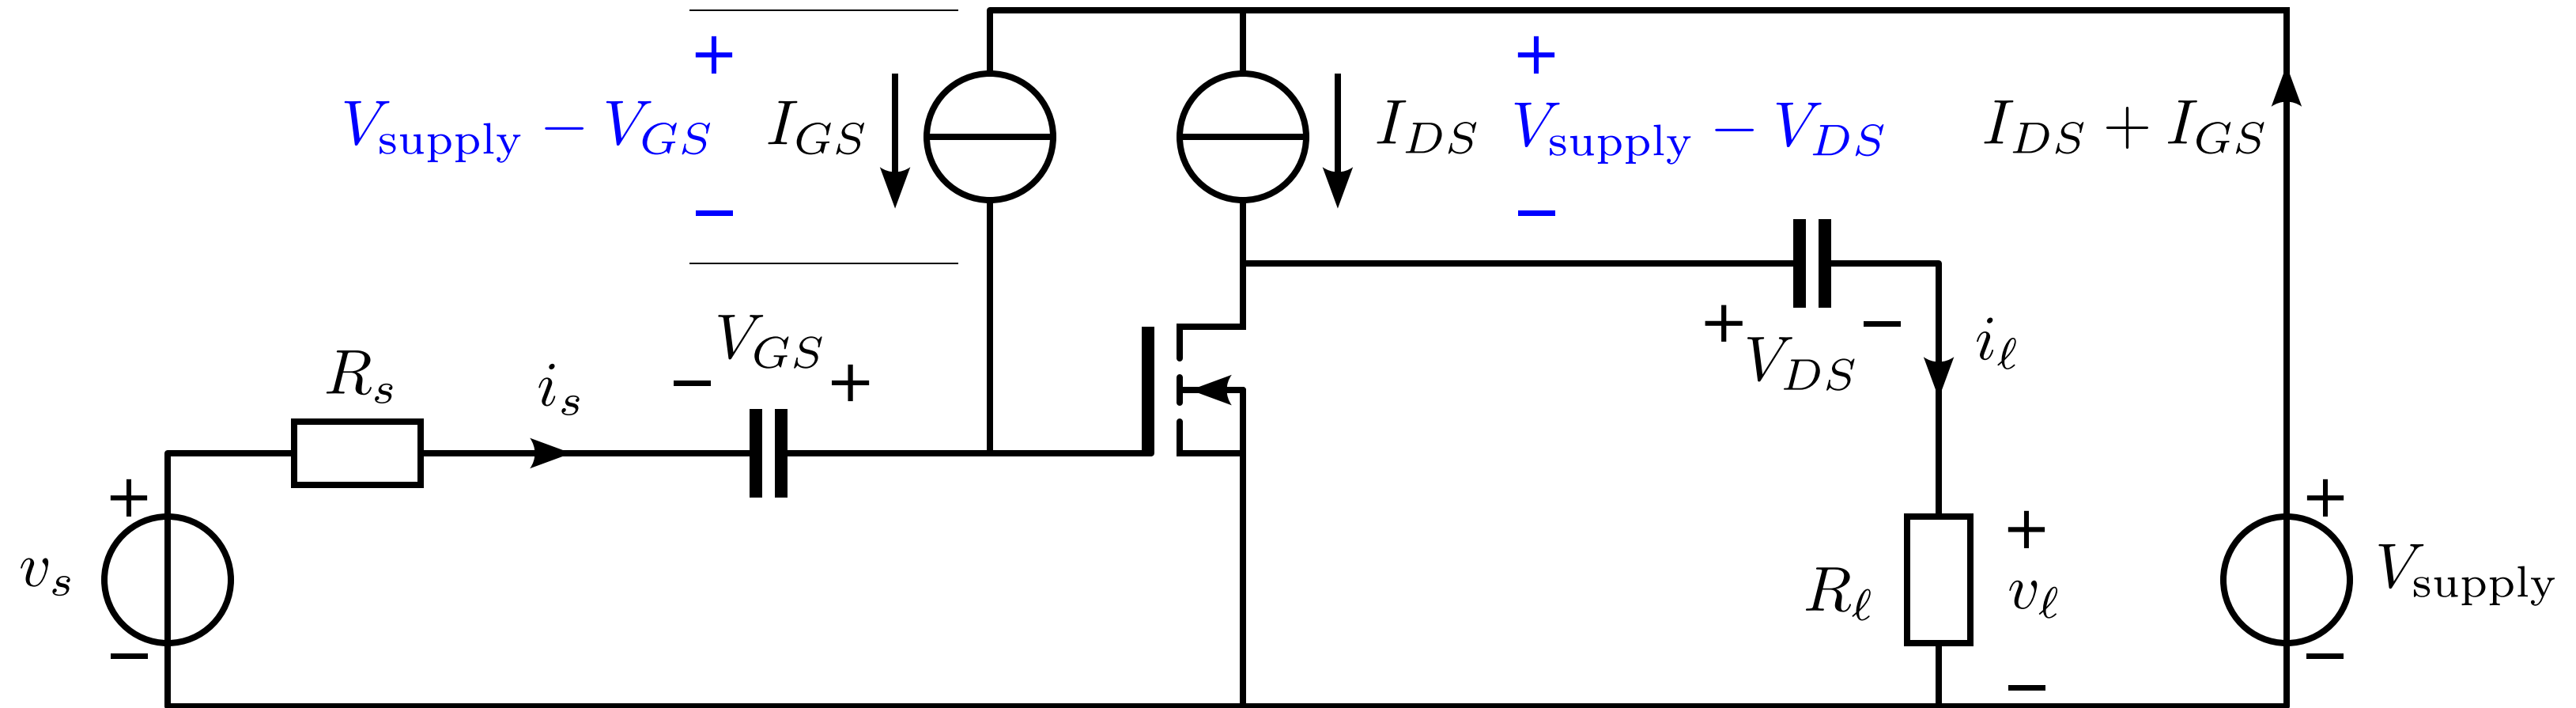 + +
V_supply − V_GS I_GS I_DS V_supply − V_DS I_DS + I_GS
− −
R_s i_s − V_GS + + V_DS − i_ℓ
+ + +
v_s R_ℓ v_ℓ V_supply
− − −